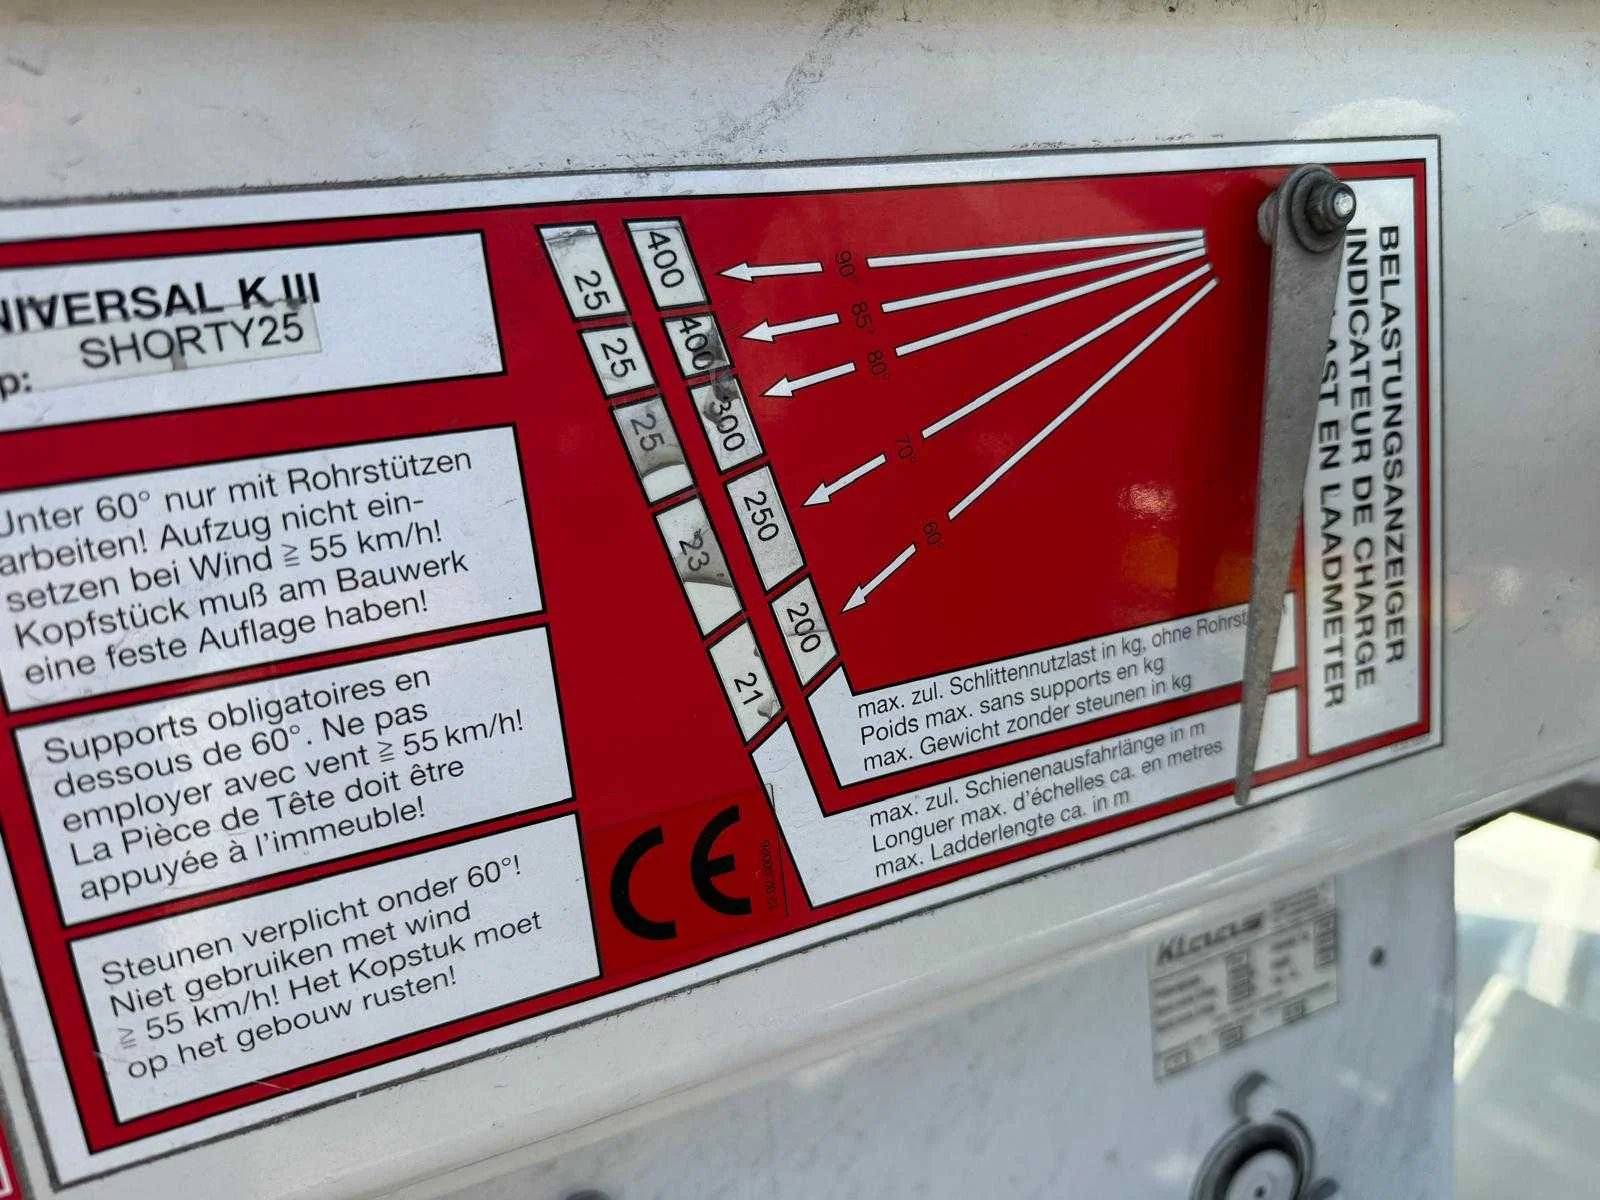 NIVERSAL K III
SHORTY25
p:
Unter 60° nur mit Rohrstützen
arbeiten! Aufzug nicht ein-
setzen bei Wind ≧ 55 km/h!
Kopfstück muß am Bauwerk
eine feste Auflage haben!
Supports obligatoires en
dessous de 60°. Ne pas
employer avec vent ≧ 55 km/h!
La Pièce de Tête doit être
appuyée à l'immeuble!
Steunen verplicht onder 60°!
Niet gebruiken met wind
≧ 55 km/h! Het Kopstuk moet
op het gebouw rusten!
25 400 90°
25 400 85°
25 300 80°
23 250 70°
21 200 60°
max. zul. Schlittennutzlast in kg, ohne Rohrst
Poids max. sans supports en kg
max. Gewicht zonder steunen in kg
max. zul. Schienenausfahrlänge in m
Longuer max. d'échelles ca. en metres
max. Ladderlengte ca. in m
CE
BELASTUNGSANZEIGER
INDICATEUR DE CHARGE
LAST EN LAADMETER
Klaas